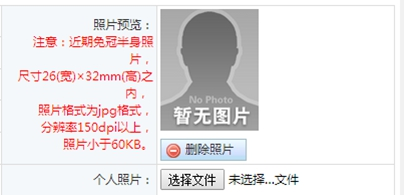 照片预览：
注意：近期免冠半身照
片，
尺寸26(宽)×32mm(高)之
内，
照片格式为jpg格式，
分辨率150dpi以上，
照片小于60KB。
No Photo
暂无图片
删除照片
个人照片： 选择文件 未选择...文件